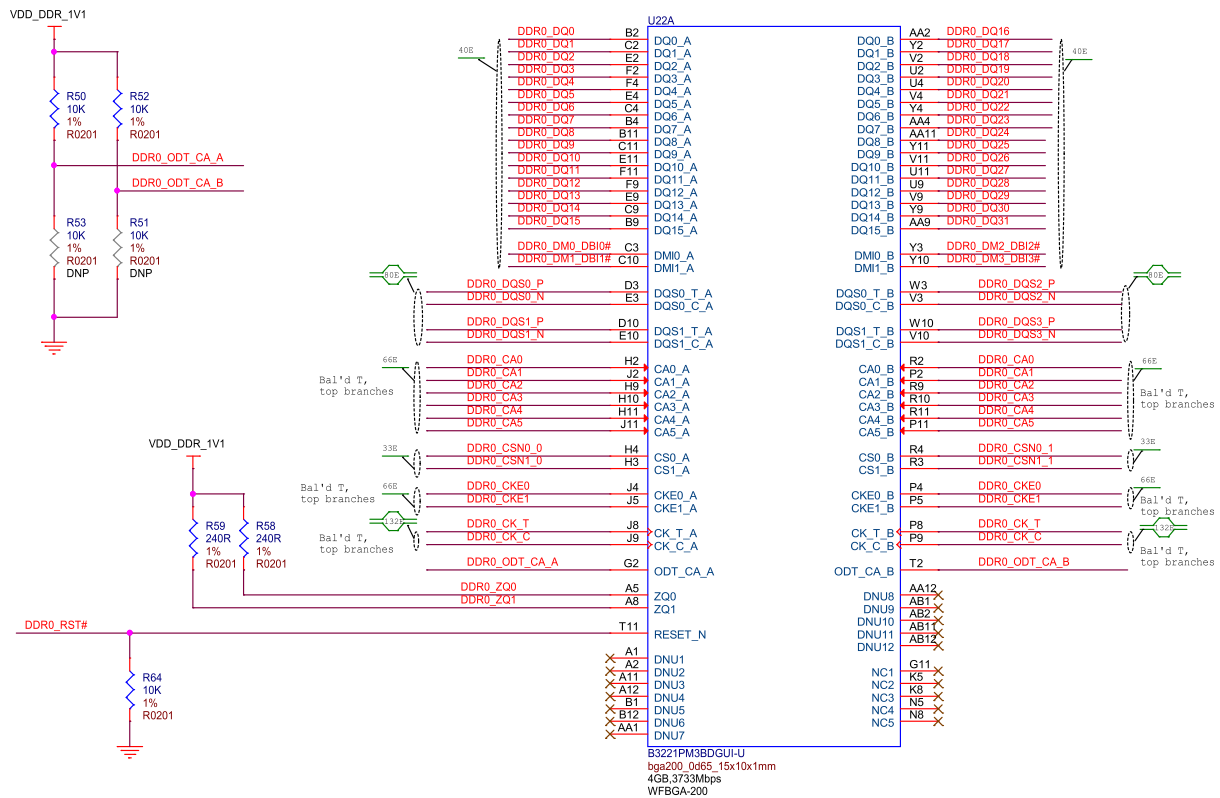 VDD_DDR_1V1
R50
10K
1%
R0201
R52
10K
1%
R0201
DDR0_ODT_CA_A
DDR0_ODT_CA_B
R53
10K
1%
R0201
DNP
R51
10K
1%
R0201
DNP
U22A
40E
DDR0_DQ0 B2 DQ0_A
DDR0_DQ1 C2 DQ1_A
DDR0_DQ2 E2 DQ2_A
DDR0_DQ3 F2 DQ3_A
DDR0_DQ4 F4 DQ4_A
DDR0_DQ5 E4 DQ5_A
DDR0_DQ6 C4 DQ6_A
DDR0_DQ7 B4 DQ7_A
DDR0_DQ8 B11 DQ8_A
DDR0_DQ9 C11 DQ9_A
DDR0_DQ10 E11 DQ10_A
DDR0_DQ11 F11 DQ11_A
DDR0_DQ12 F9 DQ12_A
DDR0_DQ13 E9 DQ13_A
DDR0_DQ14 C9 DQ14_A
DDR0_DQ15 B9 DQ15_A
DDR0_DM0_DBI0# C3 DMI0_A
DDR0_DM1_DBI1# C10 DMI1_A
80E
DDR0_DQS0_P D3 DQS0_T_A
DDR0_DQS0_N E3 DQS0_C_A
DDR0_DQS1_P D10 DQS1_T_A
DDR0_DQS1_N E10 DQS1_C_A
66E
Bal'd T,
top branches
DDR0_CA0 H2 CA0_A
DDR0_CA1 J2 CA1_A
DDR0_CA2 H9 CA2_A
DDR0_CA3 H10 CA3_A
DDR0_CA4 H11 CA4_A
DDR0_CA5 J11 CA5_A
33E
DDR0_CSN0_0 H4 CS0_A
DDR0_CSN1_0 H3 CS1_A
66E
Bal'd T,
top branches
DDR0_CKE0 J4 CKE0_A
DDR0_CKE1 J5 CKE1_A
132E
Bal'd T,
top branches
DDR0_CK_T J8 CK_T_A
DDR0_CK_C J9 CK_C_A
DDR0_ODT_CA_A G2 ODT_CA_A
DDR0_ZQ0 A5 ZQ0
DDR0_ZQ1 A8 ZQ1
T11 RESET_N
A1 DNU1
A2 DNU2
A11 DNU3
A12 DNU4
B1 DNU5
B12 DNU6
AA1 DNU7
DQ0_B AA2 DDR0_DQ16
DQ1_B Y2 DDR0_DQ17
DQ2_B V2 DDR0_DQ18
DQ3_B U2 DDR0_DQ19
DQ4_B U4 DDR0_DQ20
DQ5_B V4 DDR0_DQ21
DQ6_B Y4 DDR0_DQ22
DQ7_B AA4 DDR0_DQ23
DQ8_B AA11 DDR0_DQ24
DQ9_B Y11 DDR0_DQ25
DQ10_B V11 DDR0_DQ26
DQ11_B U11 DDR0_DQ27
DQ12_B U9 DDR0_DQ28
DQ13_B V9 DDR0_DQ29
DQ14_B Y9 DDR0_DQ30
DQ15_B AA9 DDR0_DQ31
40E
DMI0_B Y3 DDR0_DM2_DBI2#
DMI1_B Y10 DDR0_DM3_DBI3#
80E
DQS0_T_B W3 DDR0_DQS2_P
DQS0_C_B V3 DDR0_DQS2_N
DQS1_T_B W10 DDR0_DQS3_P
DQS1_C_B V10 DDR0_DQS3_N
66E
Bal'd T,
top branches
CA0_B R2 DDR0_CA0
CA1_B P2 DDR0_CA1
CA2_B R9 DDR0_CA2
CA3_B R10 DDR0_CA3
CA4_B R11 DDR0_CA4
CA5_B P11 DDR0_CA5
33E
CS0_B R4 DDR0_CSN0_1
CS1_B R3 DDR0_CSN1_1
66E
Bal'd T,
top branches
CKE0_B P4 DDR0_CKE0
CKE1_B P5 DDR0_CKE1
132E
Bal'd T,
top branches
CK_T_B P8 DDR0_CK_T
CK_C_B P9 DDR0_CK_C
ODT_CA_B T2 DDR0_ODT_CA_B
DNU8 AA12
DNU9 AB1
DNU10 AB2
DNU11 AB11
DNU12 AB12
NC1 G11
NC2 K5
NC3 K8
NC4 N5
NC5 N8
VDD_DDR_1V1
R59
240R
1%
R0201
R58
240R
1%
R0201
DDR0_RST#
R64
10K
1%
R0201
B3221PM3BDGUI-U
bga200_0d65_15x10x1mm
4GB,3733Mbps
WFBGA-200